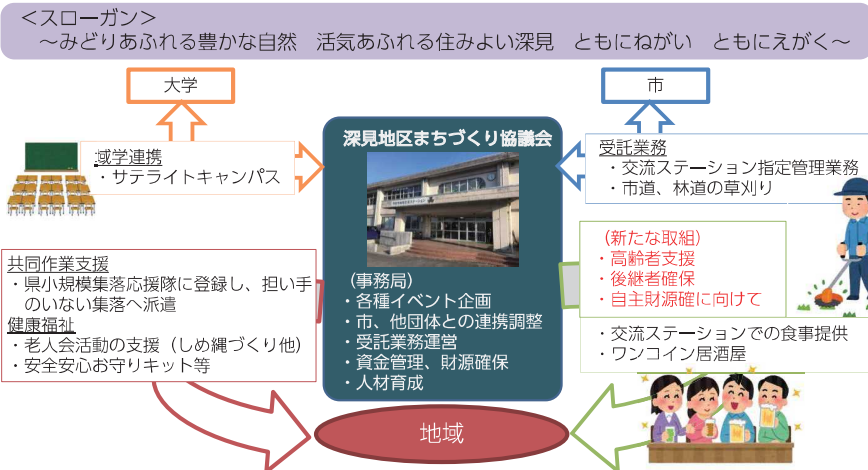 <スローガン>
～みどりあふれる豊かな自然　活気あふれる住みよい深見　ともにねがい　ともにえがく～
大学
市
域学連携
・サテライトキャンパス
深見地区まちづくり協議会
受託業務
・交流ステーション指定管理業務
・市道、林道の草刈り
共同作業支援
・県小規模集落応援隊に登録し、担い手
のいない集落へ派遣
健康福祉
・老人会活動の支援（しめ縄づくり他）
・安全安心お守りキット等
(事務局)
・各種イベント企画
・市、他団体との連携調整
・受託業務運営
・資金管理、財源確保
・人材育成
(新たな取組)
・高齢者支援
・後継者確保
・自主財源確に向けて
・交流ステーションでの食事提供
・ワンコイン居酒屋
地域